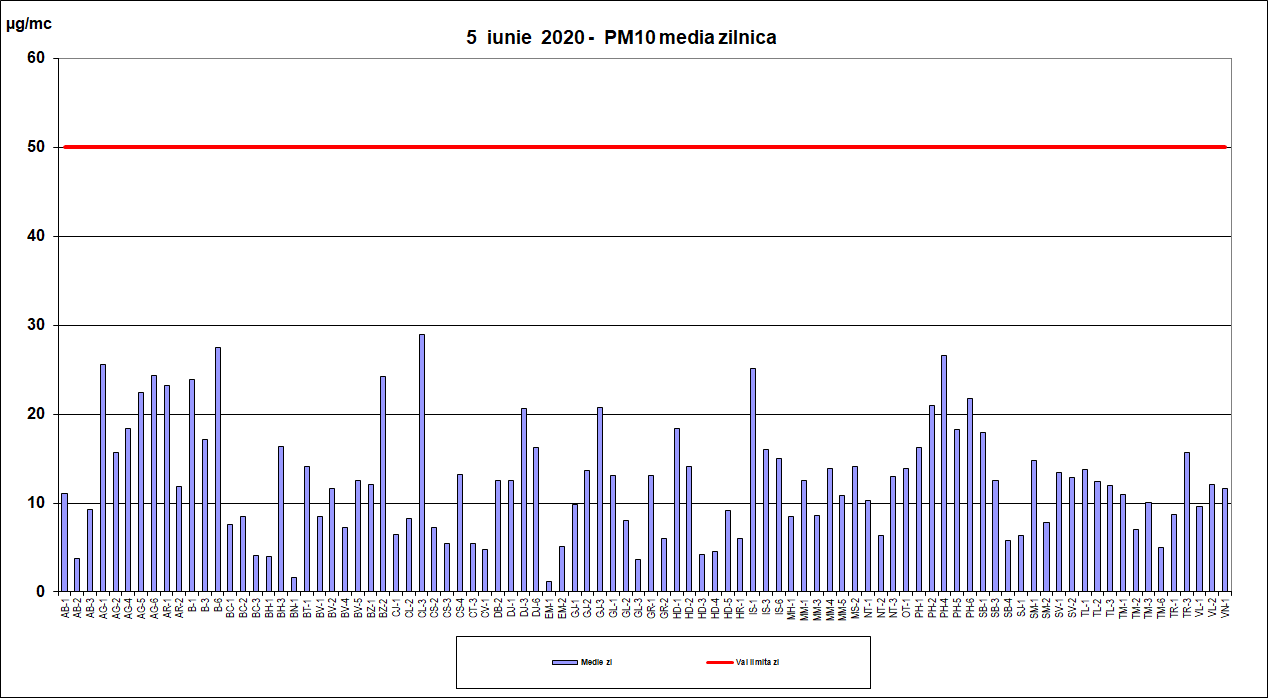 µg/mc
5 iunie 2020 - PM10 media zilnica
60
50
40
30
20
10
0
AB-1 AB-2 AB-3 AG-1 AG-2 AG-4 AG-5 AG-6 AR-1 AR-2 B-1 B-3 B-6 BC-1 BC-2 BC-3 BH-1 BH-3 BN-1 BT-1 BV-1 BV-2 BV-4 BV-5 BZ-1 BZ-2 CJ-1 CL-2 CL-3 CS-2 CS-3 CS-4 CT-3 CV-1 DB-2 DJ-1 DJ-3 DJ-6 EM-1 EM-2 GJ-1 GJ-2 GJ-3 GL-1 GL-2 GL-3 GR-1 GR-2 HD-1 HD-2 HD-3 HD-4 HD-5 HR-1 IS-1 IS-3 IS-6 MH-1 MM-1 MM-3 MM-4 MM-5 MS-2 NT-1 NT-2 NT-3 OT-1 PH-1 PH-2 PH-4 PH-5 PH-6 SB-1 SB-3 SB-4 SJ-1 SM-1 SM-2 SV-1 SV-2 TL-1 TL-2 TL-3 TM-1 TM-2 TM-3 TM-6 TR-1 TR-3 VL-1 VL-2 VN-1
Medie zi Val limita zi